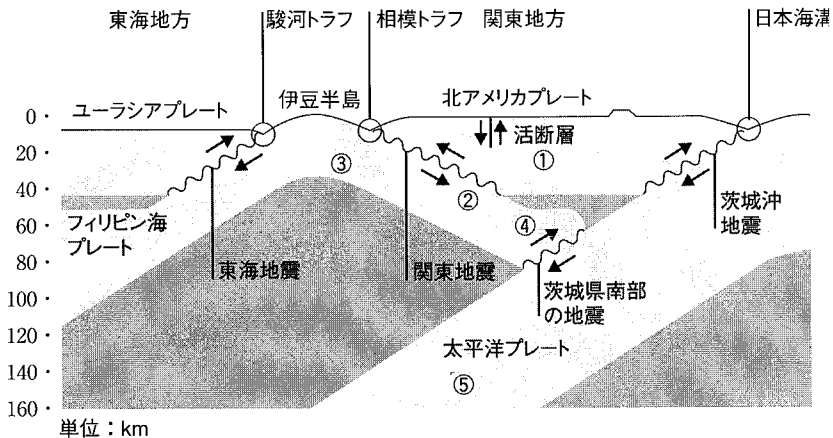 東海地方
駿河トラフ
相模トラフ
関東地方
日本海溝
ユーラシアプレート
伊豆半島
北アメリカプレート
活断層
①
③
②
④
フィリピン海
プレート
東海地震
関東地震
茨城沖
地震
茨城県南部
の地震
太平洋プレート
⑤
0
20
40
60
80
100
120
140
160
単位：km